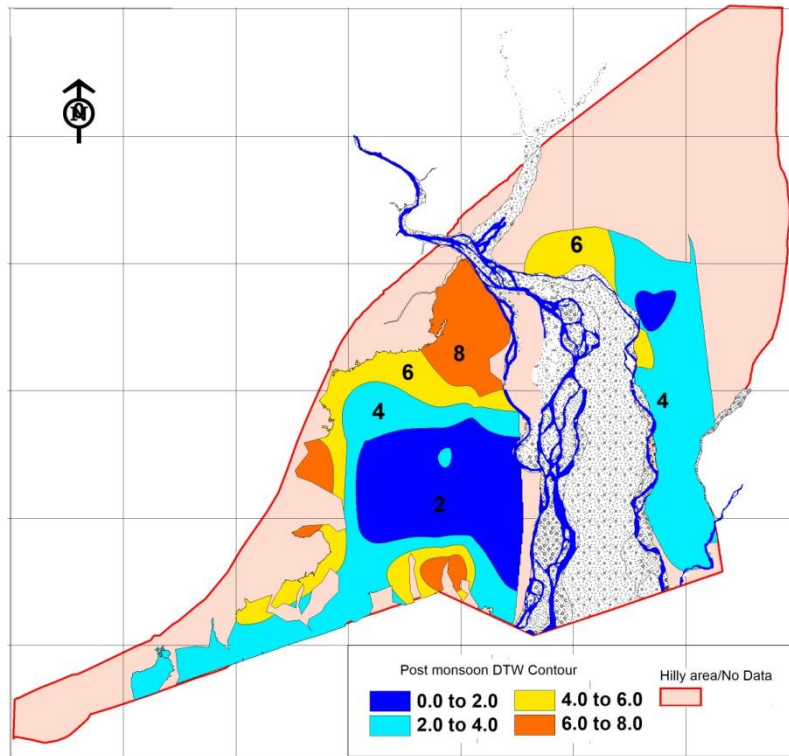 N
6
8
6
4
4
2
Post monsoon DTW Contour
Hilly area/No Data
0.0 to 2.0 4.0 to 6.0
2.0 to 4.0 6.0 to 8.0